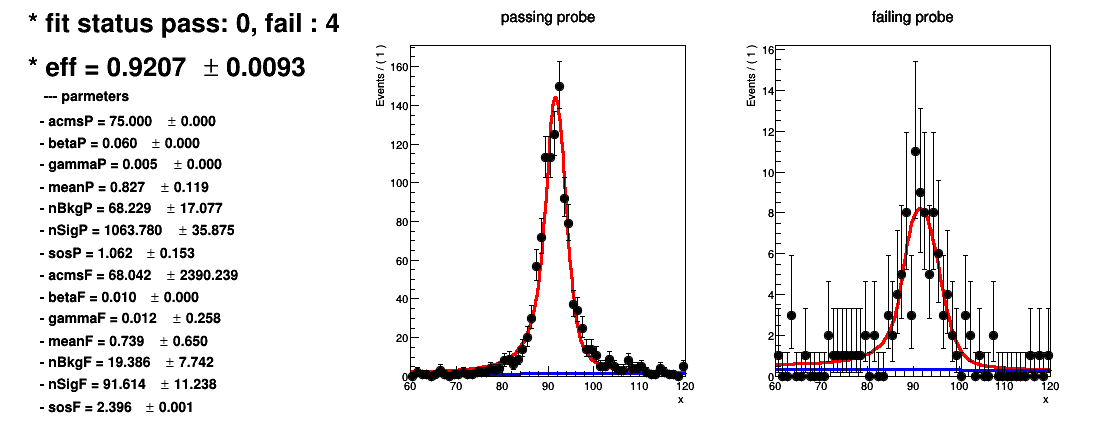 * fit status pass: 0, fail : 4
* eff = 0.9207 ± 0.0093
--- parmeters
- acmsP = 75.000 ± 0.000
- betaP = 0.060 ± 0.000
- gammaP = 0.005 ± 0.000
- meanP = 0.827 ± 0.119
- nBkgP = 68.229 ± 17.077
- nSigP = 1063.780 ± 35.875
- sosP = 1.062 ± 0.153
- acmsF = 68.042 ± 2390.239
- betaF = 0.010 ± 0.000
- gammaF = 0.012 ± 0.258
- meanF = 0.739 ± 0.650
- nBkgF = 19.386 ± 7.742
- nSigF = 91.614 ± 11.238
- sosF = 2.396 ± 0.001
passing probe
Events / ( 1 )
160
140
120
100
80
60
40
20
0
60 70 80 90 100 110 120
x
failing probe
Events / ( 1 )
16
14
12
10
8
6
4
2
0
60 70 80 90 100 110 120
x